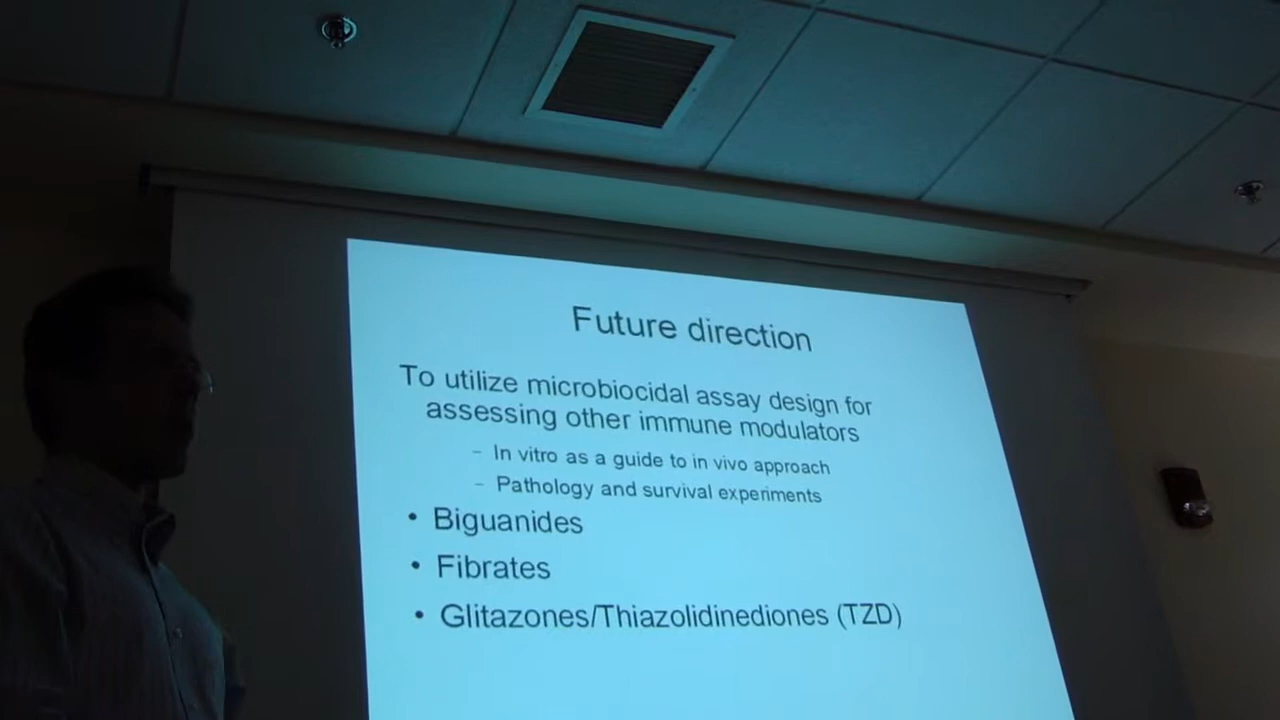 Future direction
To utilize microbiocidal assay design for
assessing other immune modulators
– In vitro as a guide to in vivo approach
– Pathology and survival experiments
• Biguanides
• Fibrates
• Glitazones/Thiazolidinediones (TZD)